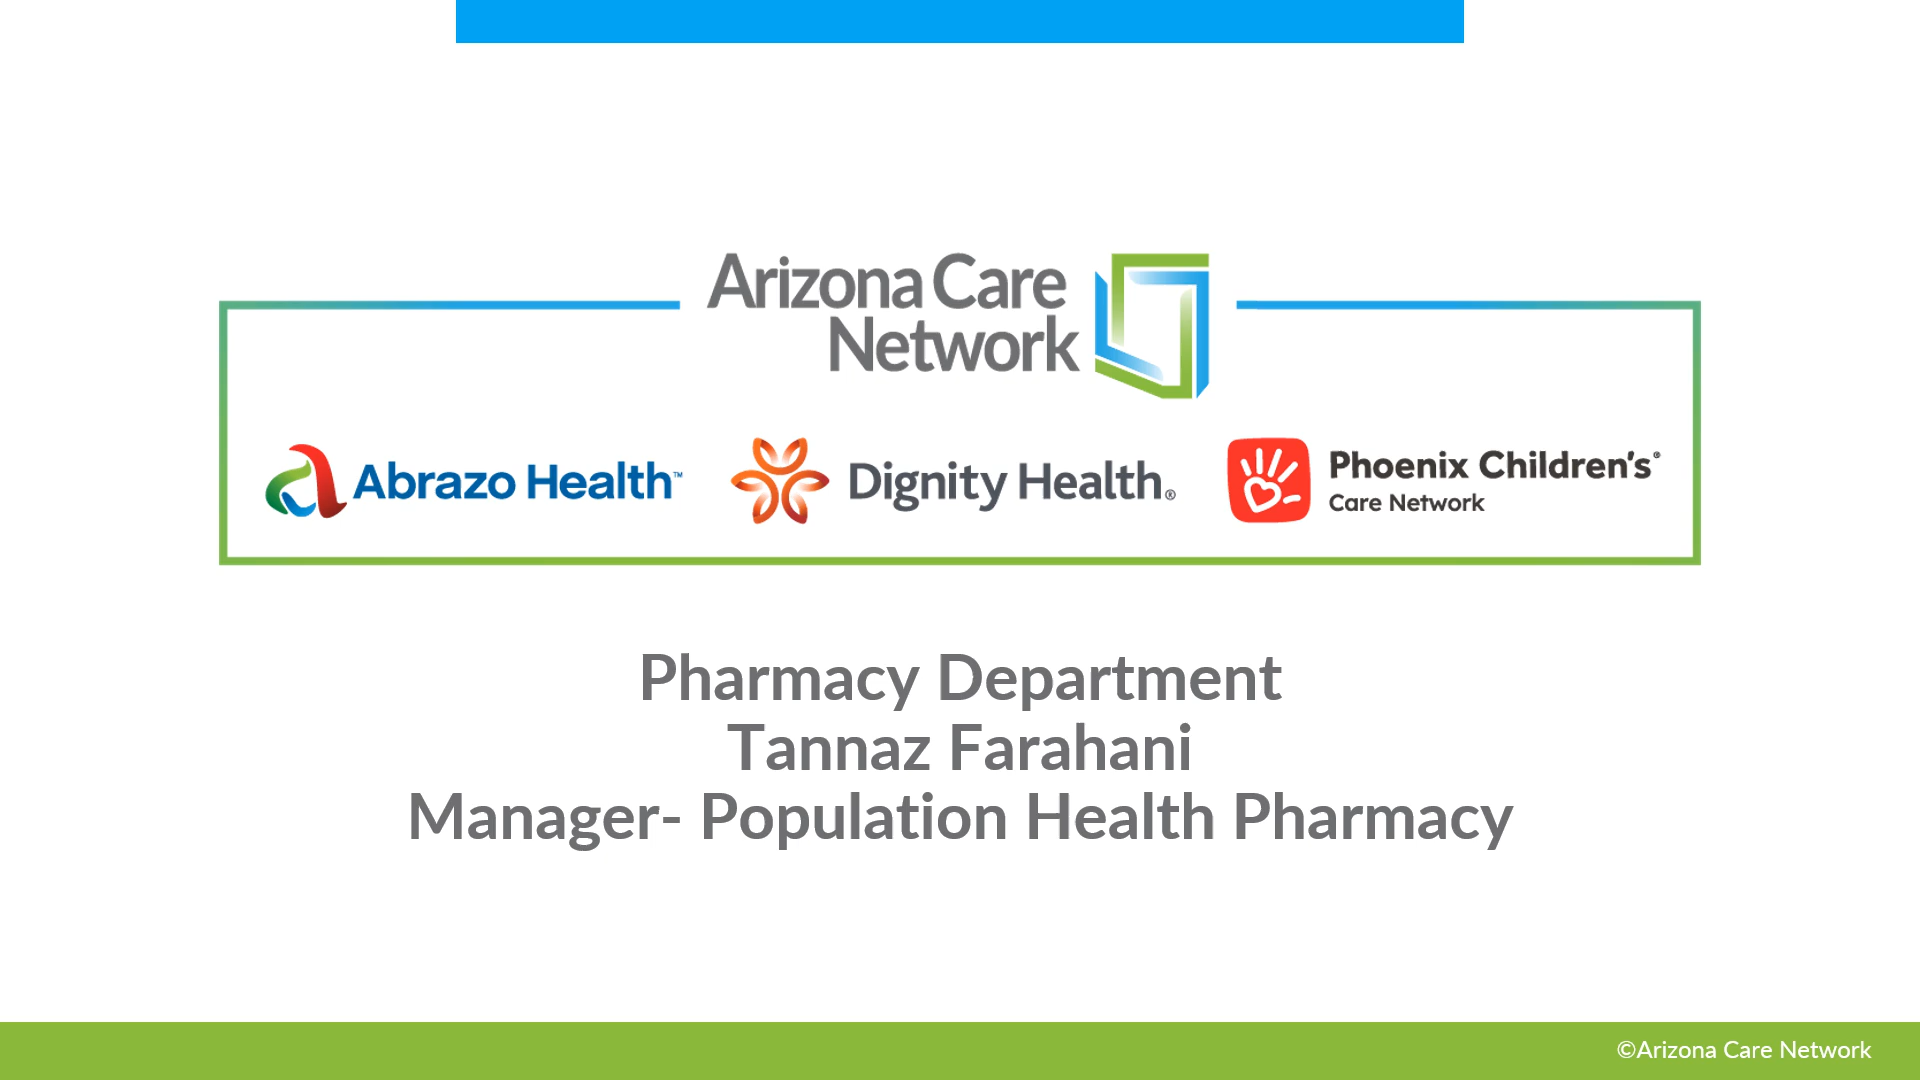 Arizona Care
Network
Abrazo Health™
Dignity Health®
Phoenix Children's®
Care Network
Pharmacy Department
Tannaz Farahani
Manager- Population Health Pharmacy
©Arizona Care Network